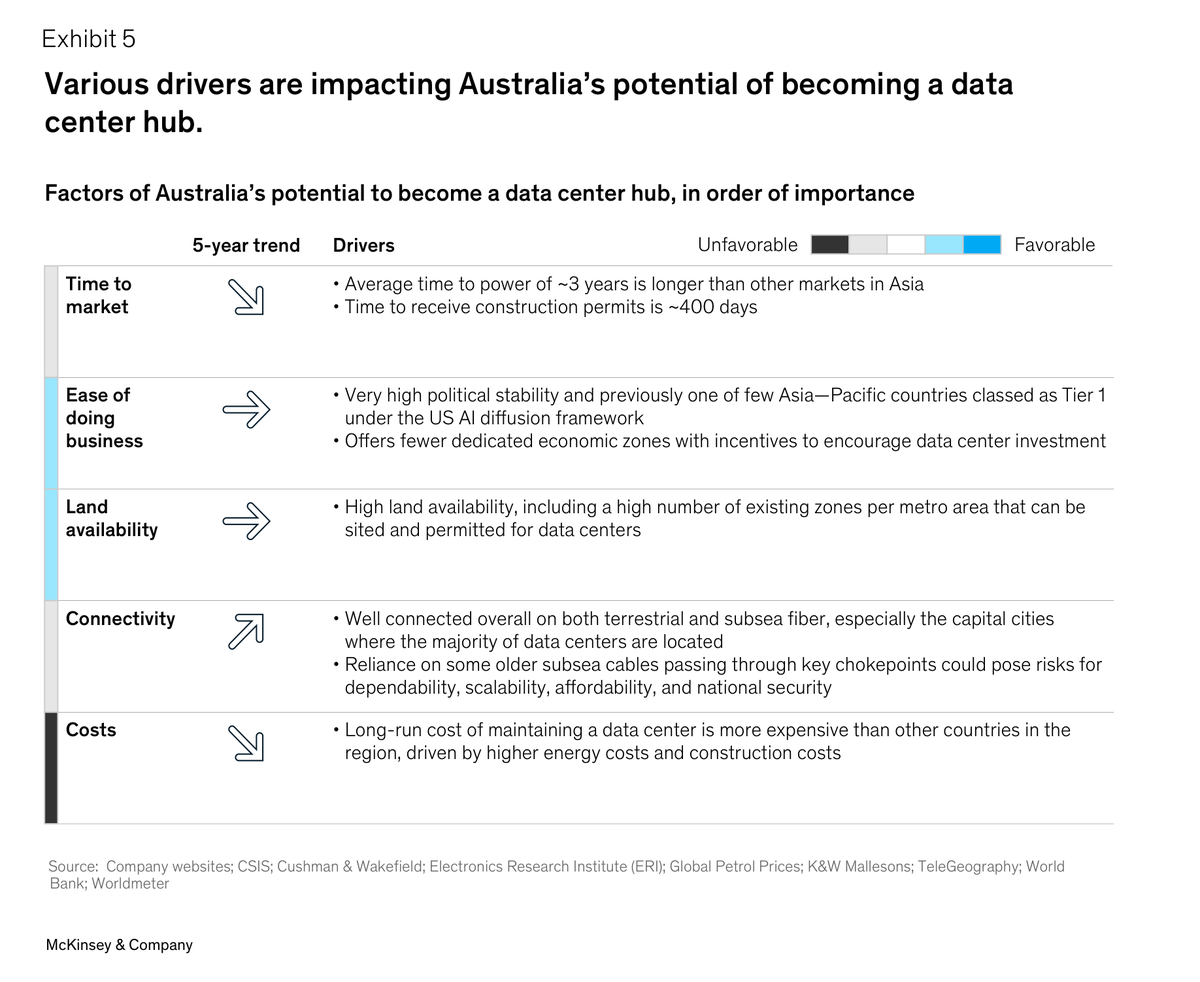 Exhibit 5
Various drivers are impacting Australia’s potential of becoming a data
center hub.
Factors of Australia’s potential to become a data center hub, in order of importance
5-year trend
Drivers
Unfavorable
Favorable
Time to
market
• Average time to power of ~3 years is longer than other markets in Asia
• Time to receive construction permits is ~400 days
Ease of
doing
business
• Very high political stability and previously one of few Asia—Pacific countries classed as Tier 1
under the US AI diffusion framework
• Offers fewer dedicated economic zones with incentives to encourage data center investment
Land
availability
• High land availability, including a high number of existing zones per metro area that can be
sited and permitted for data centers
Connectivity
• Well connected overall on both terrestrial and subsea fiber, especially the capital cities
where the majority of data centers are located
• Reliance on some older subsea cables passing through key chokepoints could pose risks for
dependability, scalability, affordability, and national security
Costs
• Long-run cost of maintaining a data center is more expensive than other countries in the
region, driven by higher energy costs and construction costs
Source: Company websites; CSIS; Cushman & Wakefield; Electronics Research Institute (ERI); Global Petrol Prices; K&W Mallesons; TeleGeography; World
Bank; Worldmeter
McKinsey & Company